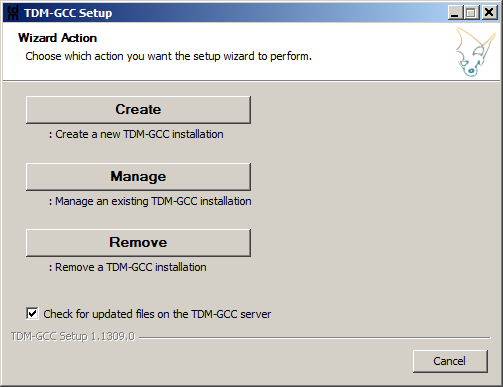 TDM-GCC Setup
Wizard Action
Choose which action you want the setup wizard to perform.
Create
: Create a new TDM-GCC installation
Manage
: Manage an existing TDM-GCC installation
Remove
: Remove a TDM-GCC installation
Check for updated files on the TDM-GCC server
TDM-GCC Setup 1.1309.0
Cancel